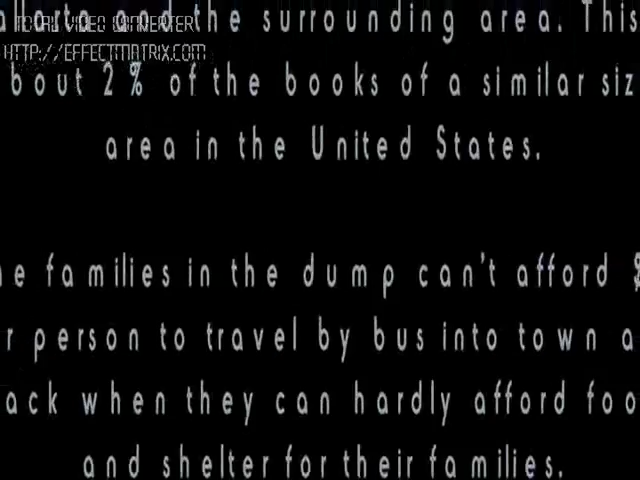 allarta and the surrounding area. This
TOTAL VIDEO CONVERTER
HTTP://EFFECTMATRIX.COM
bout 2% of the books of a similar siz
area in the United States.
e families in the dump can't afford $
r person to travel by bus into town a
ack when they can hardly afford foo
and shelter for their families.